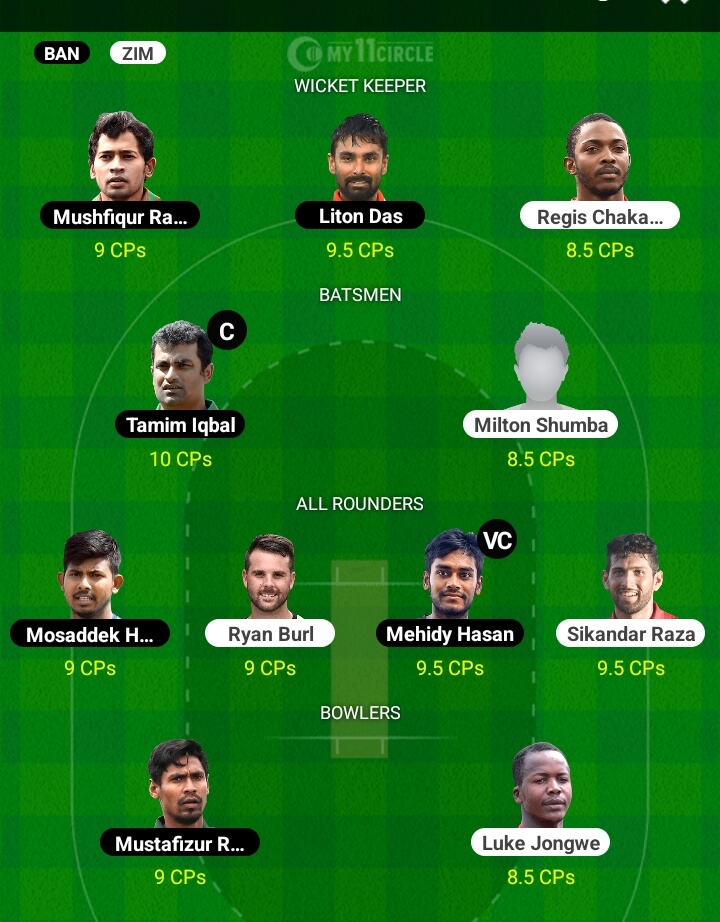 BAN ZIM MY11CIRCLE
WICKET KEEPER
Mushfiqur Ra... Liton Das Regis Chaka...
9 CPs 9.5 CPs 8.5 CPs
BATSMEN
C
Tamim Iqbal Milton Shumba
10 CPs 8.5 CPs
ALL ROUNDERS
VC
Mosaddek H... Ryan Burl Mehidy Hasan Sikandar Raza
9 CPs 9 CPs 9.5 CPs 9.5 CPs
BOWLERS
Mustafizur R... Luke Jongwe
9 CPs 8.5 CPs